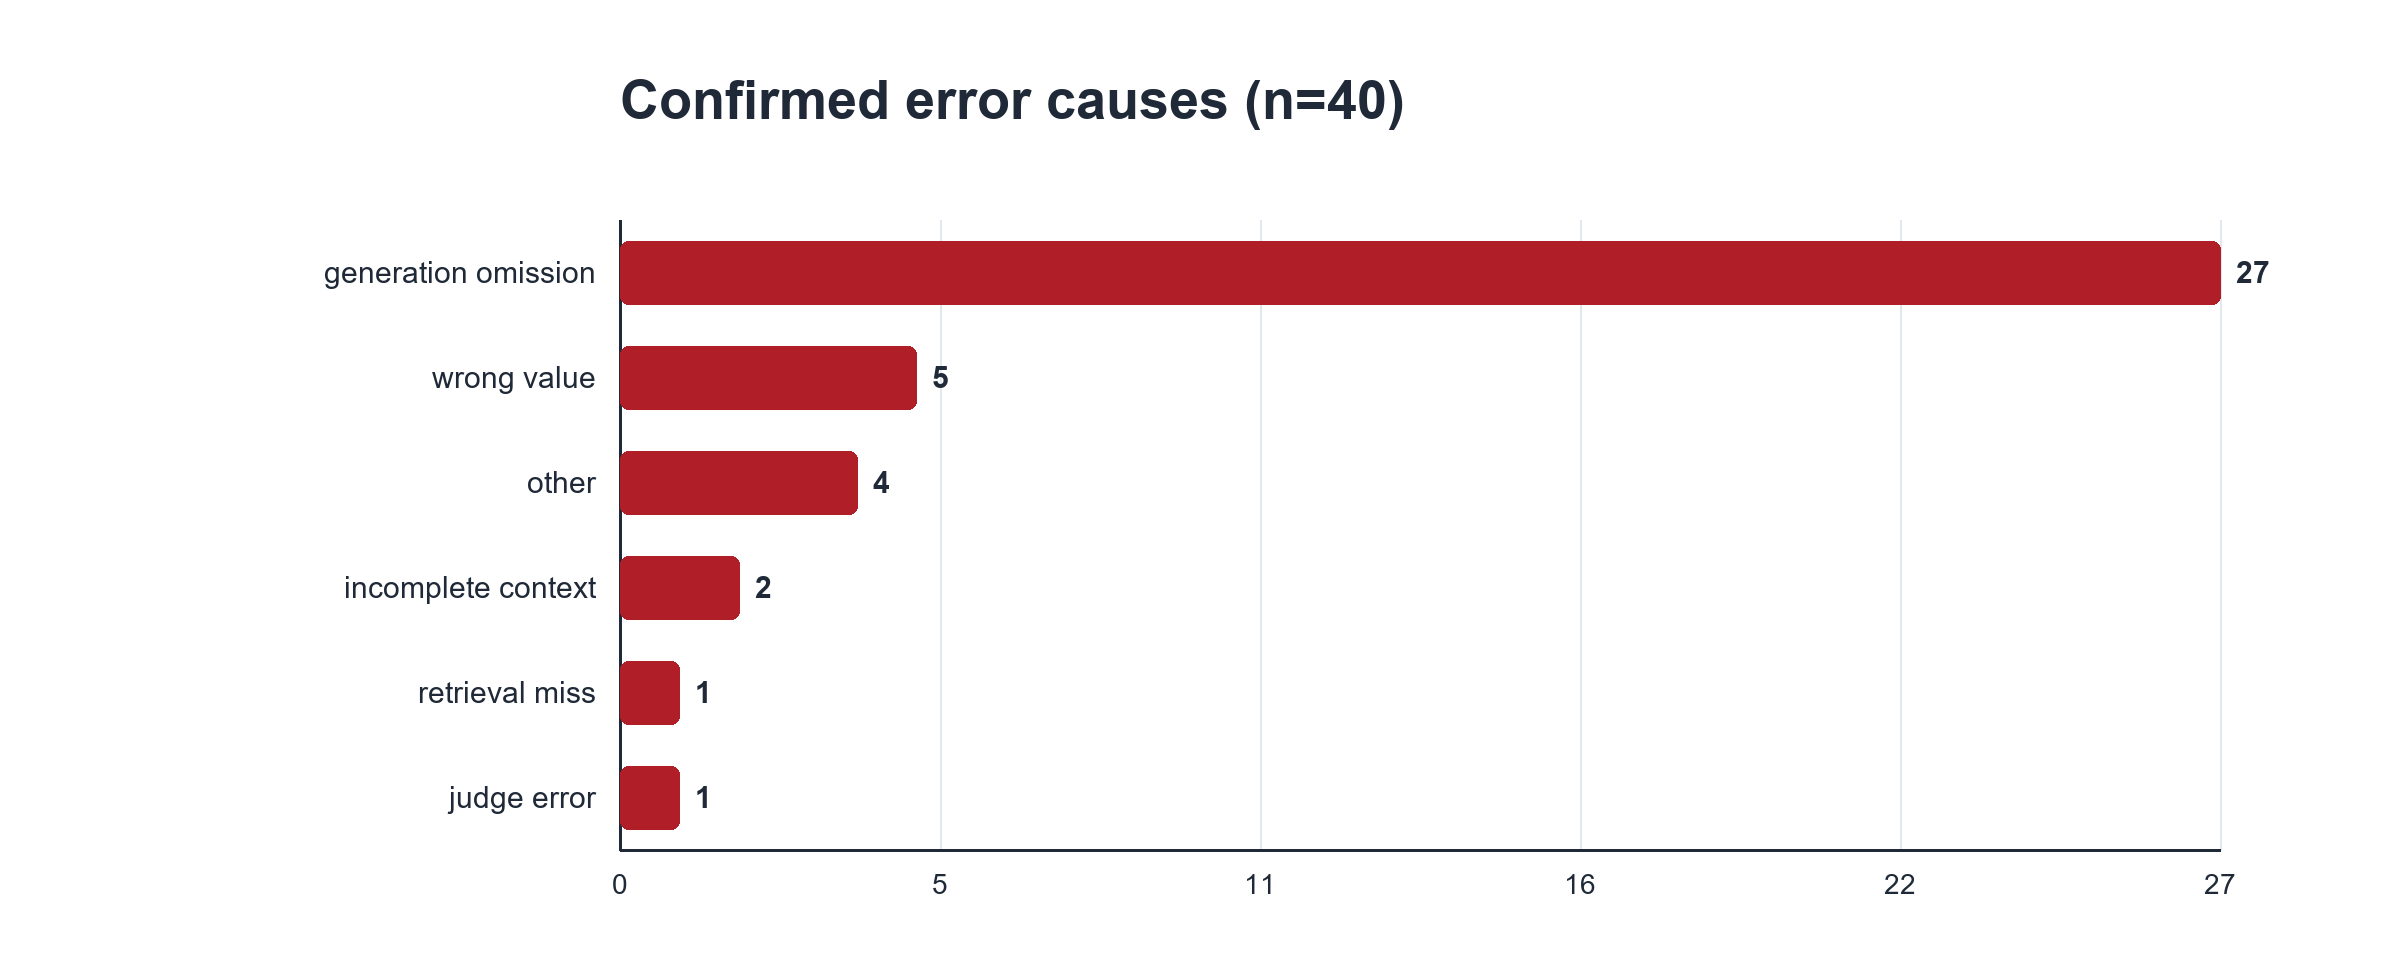 Confirmed error causes (n=40)
generation omission 27
wrong value 5
other 4
incomplete context 2
retrieval miss 1
judge error 1
0 5 11 16 22 27